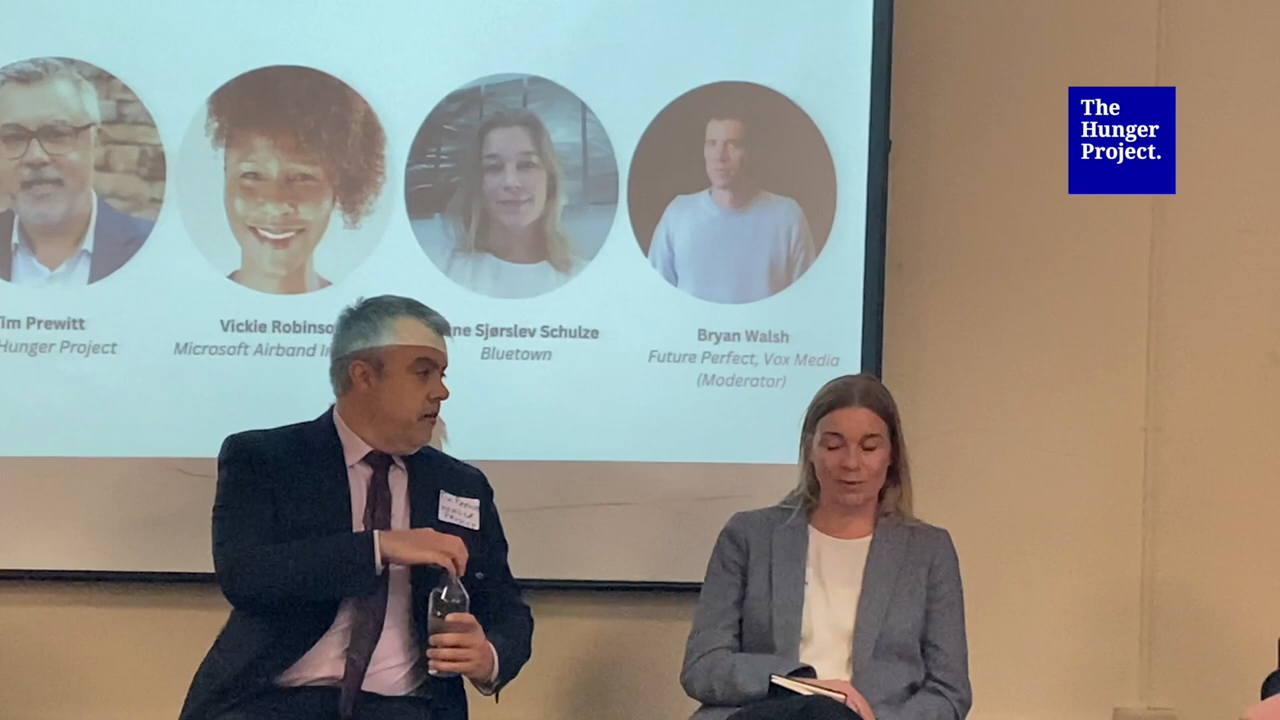 The
Hunger
Project.
im Prewitt
Hunger Project
Vickie Robinso
Microsoft Airband I
ne Sjørslev Schulze
Bluetown
Bryan Walsh
Future Perfect, Vox Media
(Moderator)